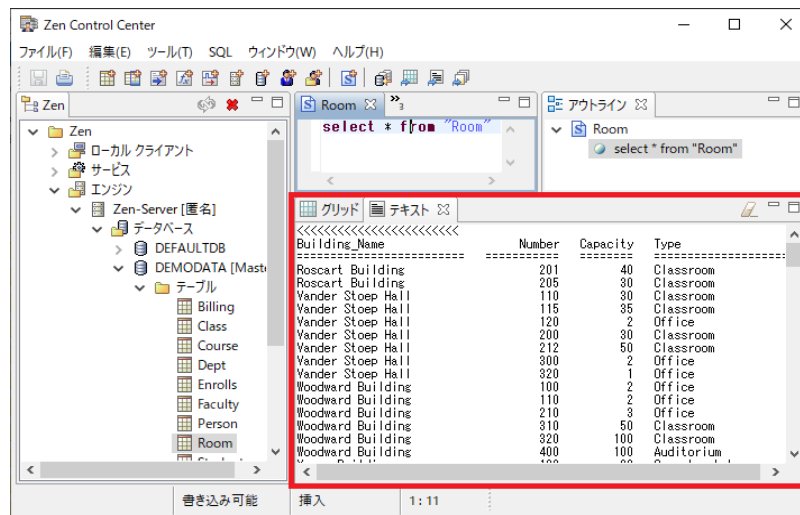 Zen Control Center
ファイル(F) 編集(E) ツール(T) SQL ウィンドウ(W) ヘルプ(H)
Zen
Zen
ローカル クライアント
サービス
エンジン
Zen-Server [匿名]
データベース
DEFAULTDB
DEMODATA [Maste
テーブル
Billing
Class
Course
Dept
Enrolls
Faculty
Person
Room
Room
3
select * from "Room"
アウトライン
Room
select * from "Room"
グリッド テキスト
<<<<<<<<<<<<<<<<<<<<<<<<
Building_Name Number Capacity Type
======================= =========== ======== ===================
Roscart Building 201 40 Classroom
Roscart Building 205 30 Classroom
Vander Stoep Hall 110 30 Classroom
Vander Stoep Hall 115 35 Classroom
Vander Stoep Hall 120 2 Office
Vander Stoep Hall 200 30 Classroom
Vander Stoep Hall 212 50 Classroom
Vander Stoep Hall 300 2 Office
Vander Stoep Hall 320 1 Office
Woodward Building 100 2 Office
Woodward Building 110 2 Office
Woodward Building 210 3 Office
Woodward Building 310 50 Classroom
Woodward Building 320 100 Classroom
Woodward Building 400 100 Auditorium
書き込み可能 挿入 1:11